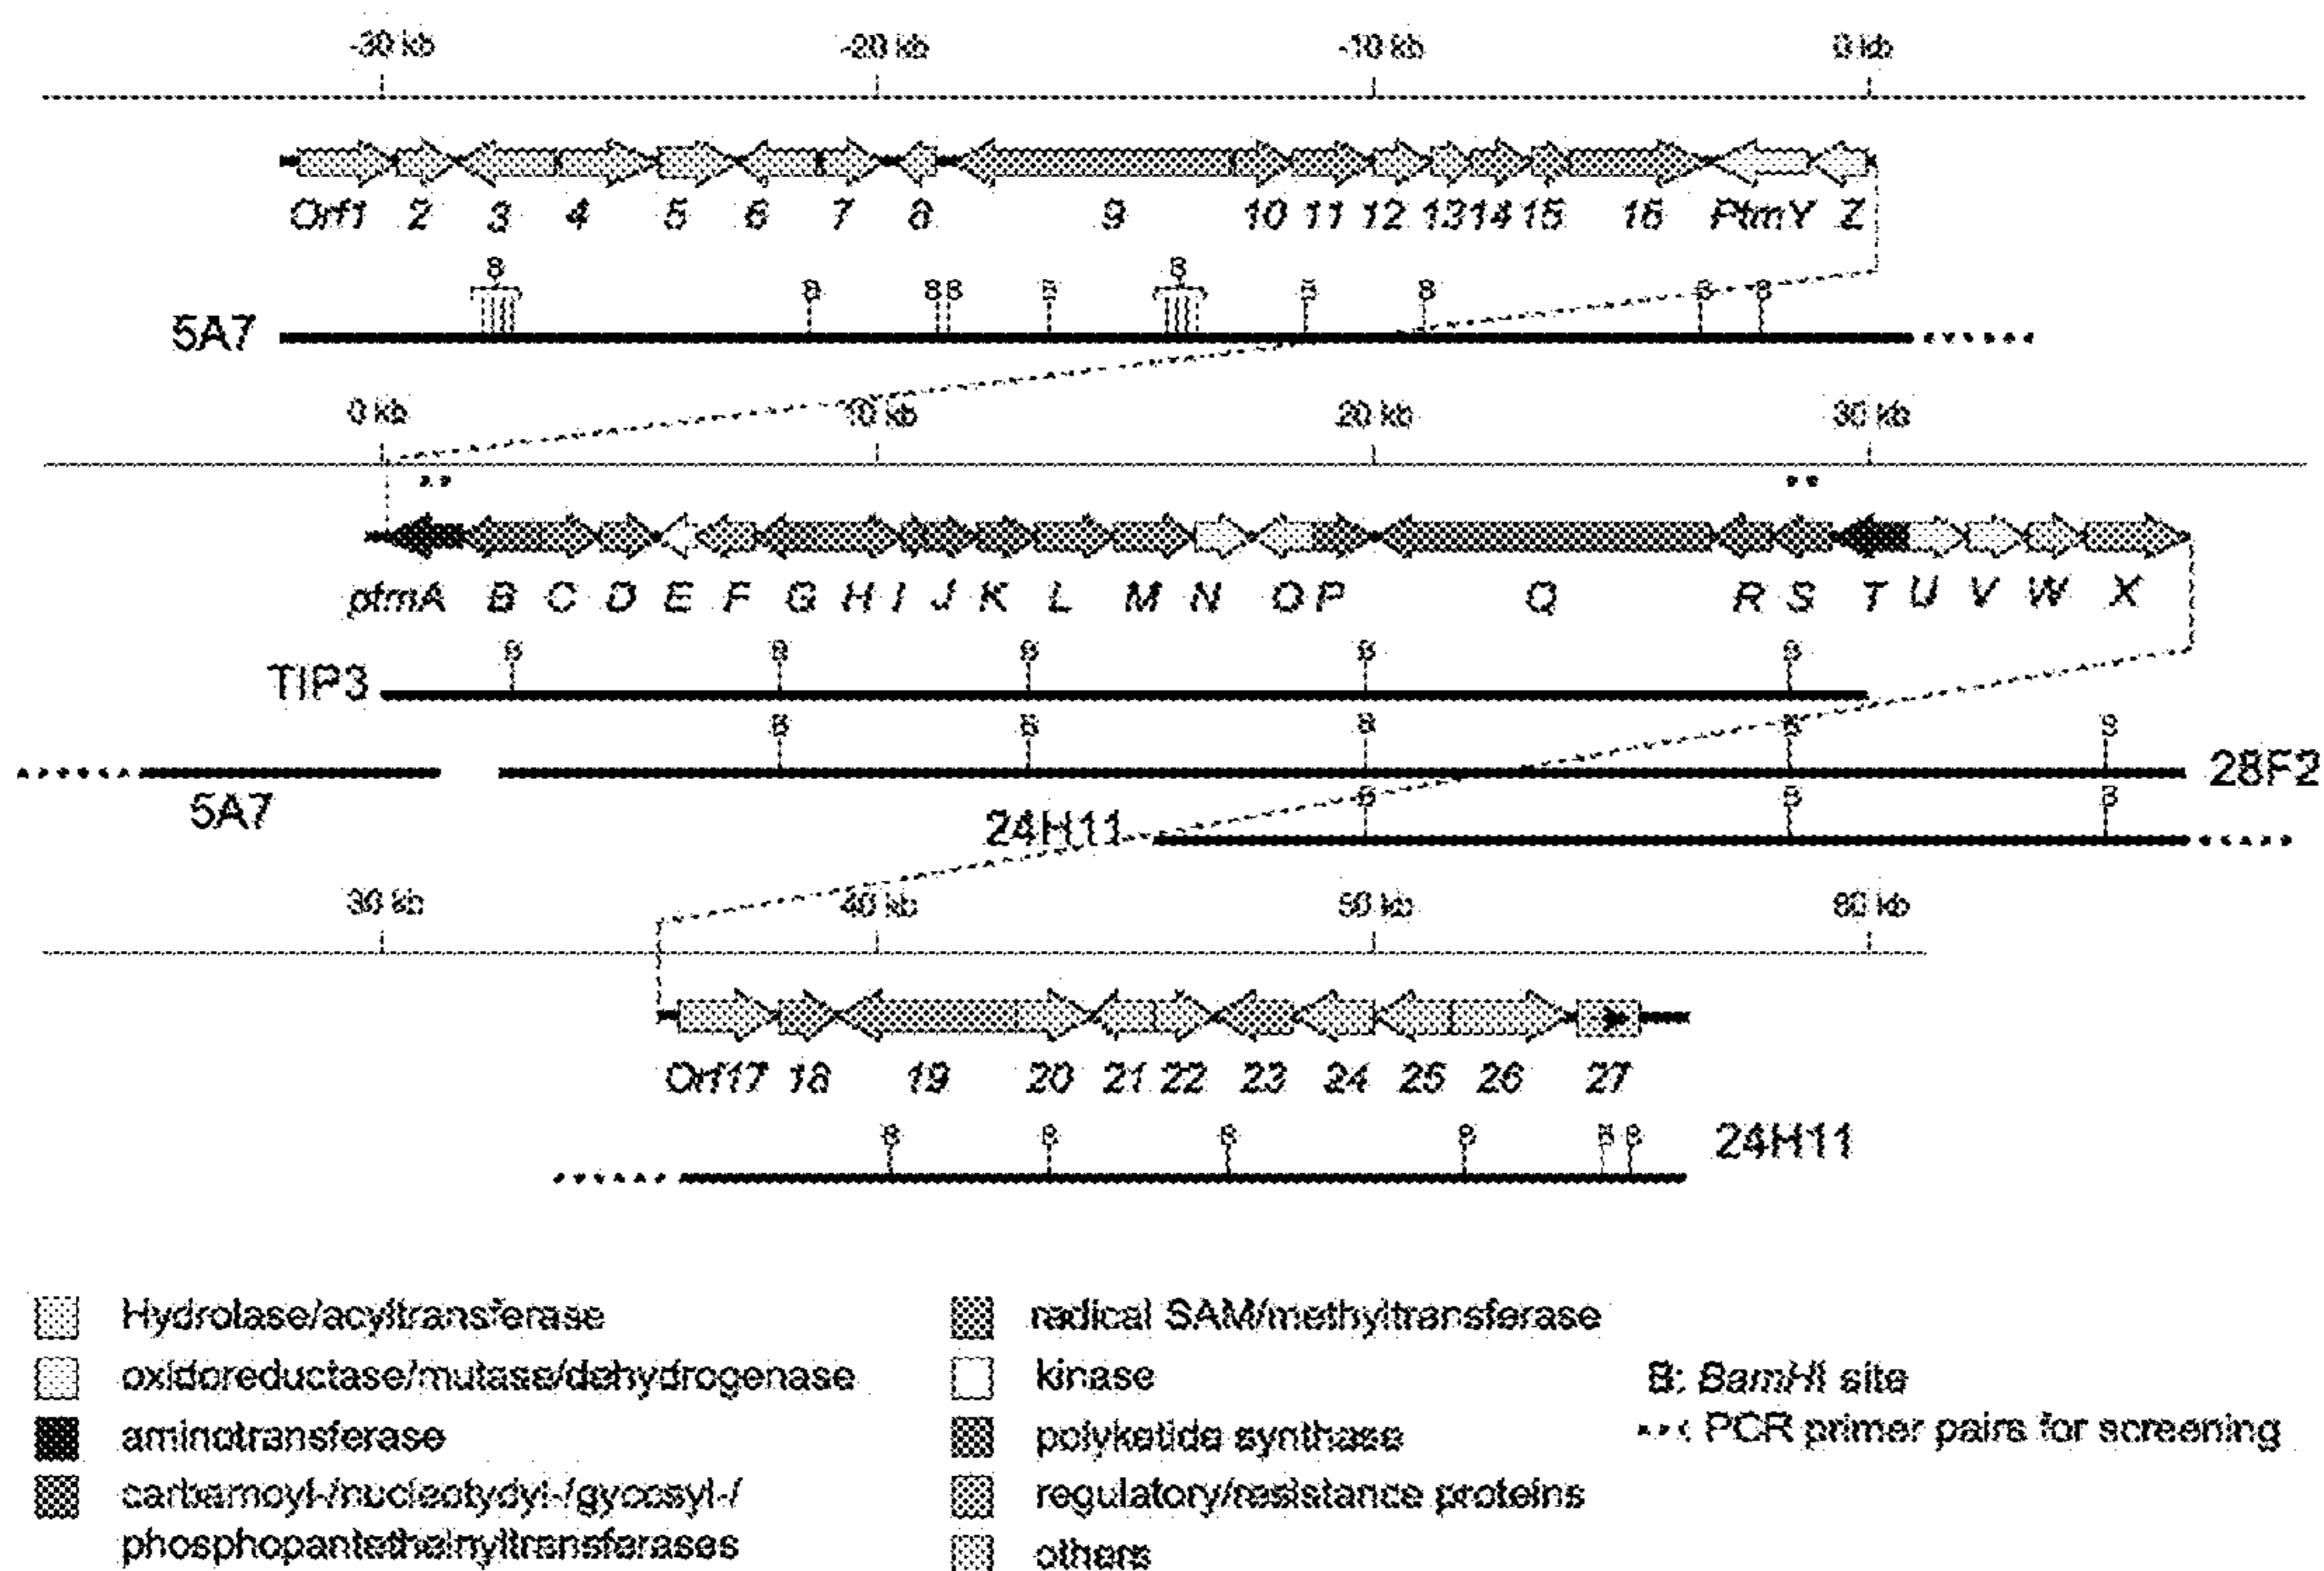 -30 kb -20 kb -10 kb 0 kb
Orf1 2 3 4 5 6 7 8 9 10 11 12 13 14 15 16 PtmY Z
B B
B B B B B B B B
5A7
0 kb 10 kb 20 kb 30 kb
ptmA B C D E F G H I J K L M N O P Q R S T U V W X
B B B B B
TIP3
B B B B B
28F2
5A7
B B B
24H11
30 kb 40 kb 50 kb 60 kb
Orf17 18 19 20 21 22 23 24 25 26 27
B B B B B B
24H11
Hydrolase/acyltransferase
oxidoreductase/mutase/dehydrogenase
aminotransferase
carbamoyl-/nucleotydyl-/gycosyl-/
phosphopantetheinyltransferases
radical SAM/methyltransferase
kinase
polyketide synthase
regulatory/resistance proteins
others
B: BamHI site
PCR primer pairs for screening